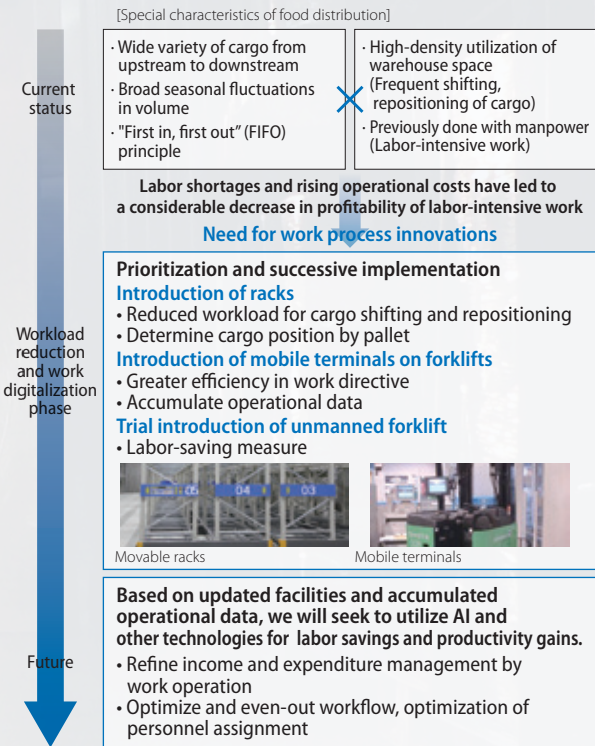 [Special characteristics of food distribution]
Current
status
· Wide variety of cargo from
upstream to downstream
· Broad seasonal fluctuations
in volume
· "First in, first out” (FIFO)
principle
· High-density utilization of
warehouse space
(Frequent shifting,
repositioning of cargo)
· Previously done with manpower
(Labor-intensive work)
Labor shortages and rising operational costs have led to
a considerable decrease in profitability of labor-intensive work
Need for work process innovations
Workload
reduction
and work
digitalization
phase
Prioritization and successive implementation
Introduction of racks
• Reduced workload for cargo shifting and repositioning
• Determine cargo position by pallet
Introduction of mobile terminals on forklifts
• Greater efficiency in work directive
• Accumulate operational data
Trial introduction of unmanned forklift
• Labor-saving measure
05
04
03
Movable racks
Mobile terminals
Future
Based on updated facilities and accumulated
operational data, we will seek to utilize AI and
other technologies for labor savings and productivity gains.
• Refine income and expenditure management by
work operation
• Optimize and even-out workflow, optimization of
personnel assignment